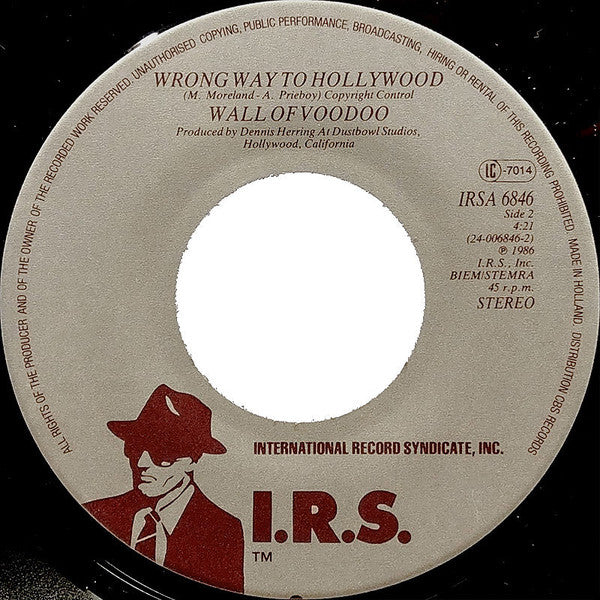 ALL RIGHTS OF THE PRODUCER AND OF THE OWNER OF THE RECORDED WORK RESERVED. UNAUTHORISED COPYING, PUBLIC PERFORMANCE, BROADCASTING, HIRING OR RENTAL OF THIS RECORDING PROHIBITED. MADE IN HOLLAND. DISTRIBUTION CBS RECORDS
WRONG WAY TO HOLLYWOOD
(M. Moreland - A. Prieboy) Copyright Control
WALL OF VOODOO
Produced by Dennis Herring At Dustbowl Studios,
Hollywood, California
LC-7014
IRSA 6846
Side 2
4:21
(24-006846-2)
℗ 1986
I.R.S., Inc.
BIEM/STEMRA
45 r.p.m.
STEREO
INTERNATIONAL RECORD SYNDICATE, INC.
I.R.S.
TM